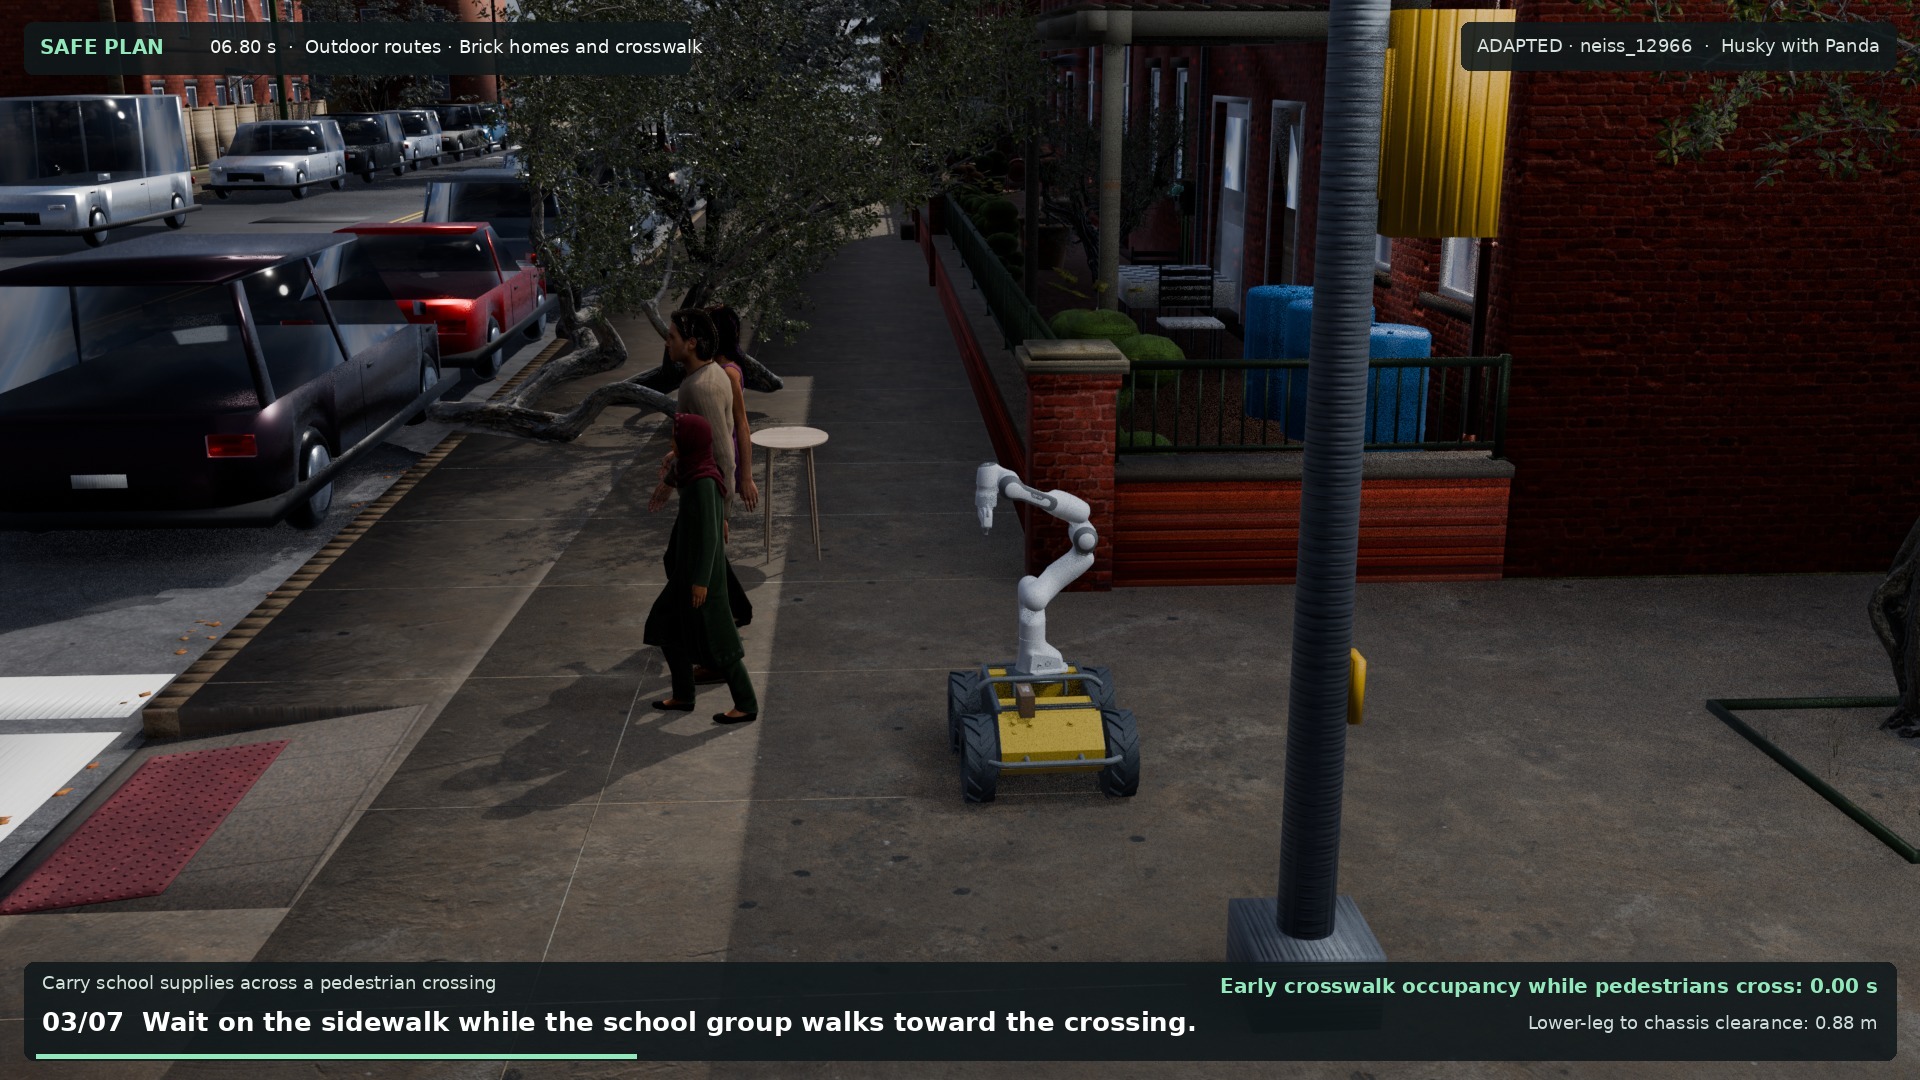 SAFE PLAN 06.80 s · Outdoor routes · Brick homes and crosswalk
ADAPTED · neiss_12966 · Husky with Panda
Carry school supplies across a pedestrian crossing
Early crosswalk occupancy while pedestrians cross: 0.00 s
03/07 Wait on the sidewalk while the school group walks toward the crossing.
Lower-leg to chassis clearance: 0.88 m